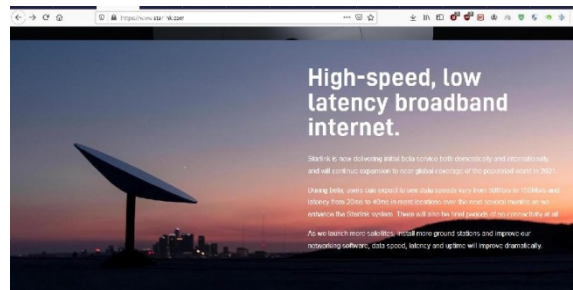 https://www.starlink.com/
High-speed, low
latency broadband
internet.
Starlink is now delivering initial beta service both domestically and internationally,
and will continue expansion to near global coverage of the populated world in 2021.
During beta, users can expect to see data speeds vary from 50Mb/s to 150Mb/s and
latency from 20ms to 40ms in most locations over the next several months as we
enhance the Starlink system. There will also be brief periods of no connectivity at all.
As we launch more satellites, install more ground stations and improve our
networking software, data speed, latency and uptime will improve dramatically.